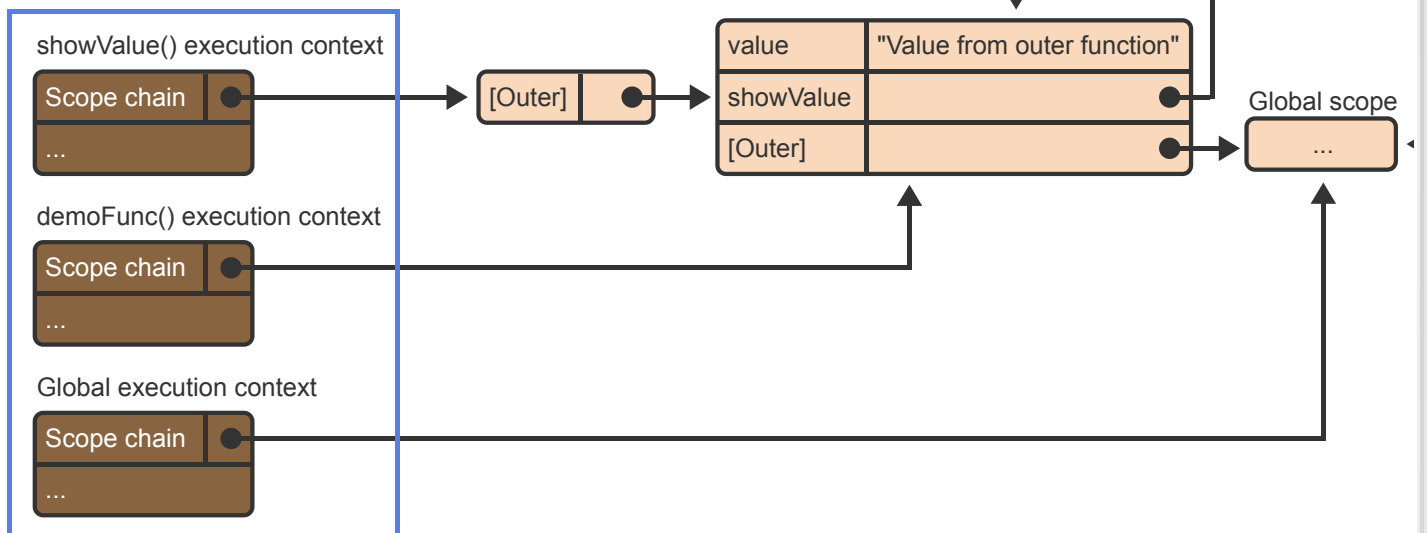 showValue() execution context
Scope chain
...
[Outer]
value "Value from outer function"
showValue
[Outer]
Global scope
...
demoFunc() execution context
Scope chain
...
Global execution context
Scope chain
...